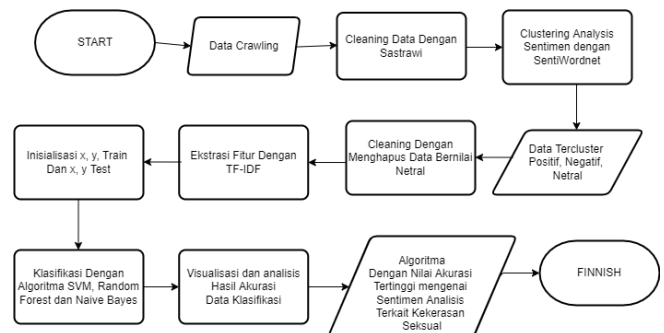 START
Data Crawling
Cleaning Data Dengan
Sastrawi
Clustering Analysis
Sentimen dengan
SentiWordnet
Data Tercluster
Positif, Negatif,
Netral
Cleaning Dengan
Menghapus Data Bernilai
Netral
Ekstrasi Fitur Dengan
TF-IDF
Inisialisasi x, y, Train
Dan x, y Test
Klasifikasi Dengan
Algoritma SVM, Random
Forest dan Naive Bayes
Visualisasi dan analisis
Hasil Akurasi
Data Klasifikasi
Algoritma
Dengan Nilai Akurasi
Tertinggi mengenai
Sentimen Analisis
Terkait Kekerasan
Seksual
FINNISH